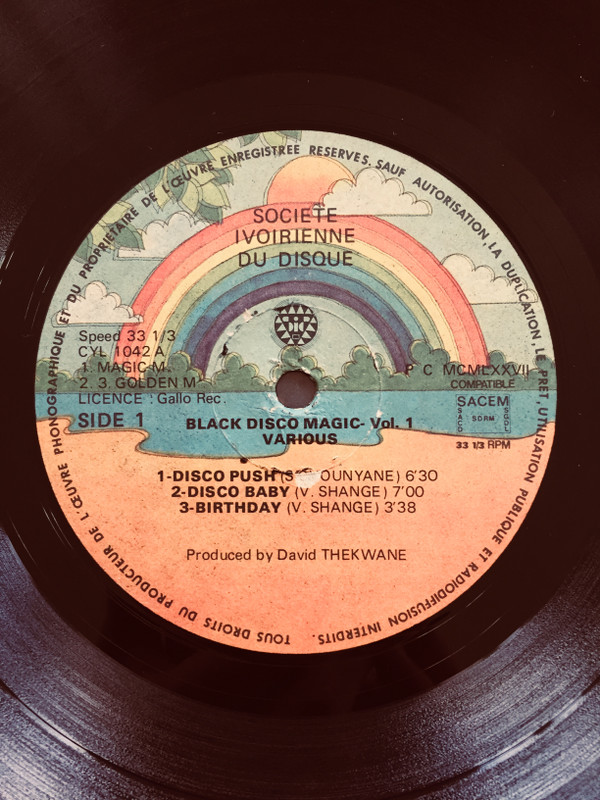 SOCIETE
IVOIRIENNE
DU DISQUE
Speed 33 1/3
CYL 1042 A
1. MAGIC M.
2. 3. GOLDEN M
LICENCE : Gallo Rec.
SIDE 1
P C MCMLXXVII
COMPATIBLE
SACEM
SACD
SDRM
SGDL
33 1/3 RPM
BLACK DISCO MAGIC- Vol. 1
VARIOUS
1-DISCO PUSH OUNYANE) 6'30
2-DISCO BABY (V. SHANGE) 7'00
3-BIRTHDAY (V. SHANGE) 3'38
Produced by David THEKWANE
TOUS DROITS DU PRODUCTEUR DE L'ŒUVRE PHONOGRAPHIQUE ET DU PROPRIETAIRE DE L'ŒUVRE ENREGISTREE RESERVES. SAUF AUTORISATION, LA DUPLICATION, LE PRET, UTILISATION PUBLIQUE ET RADIODIFFUSION INTERDITS.